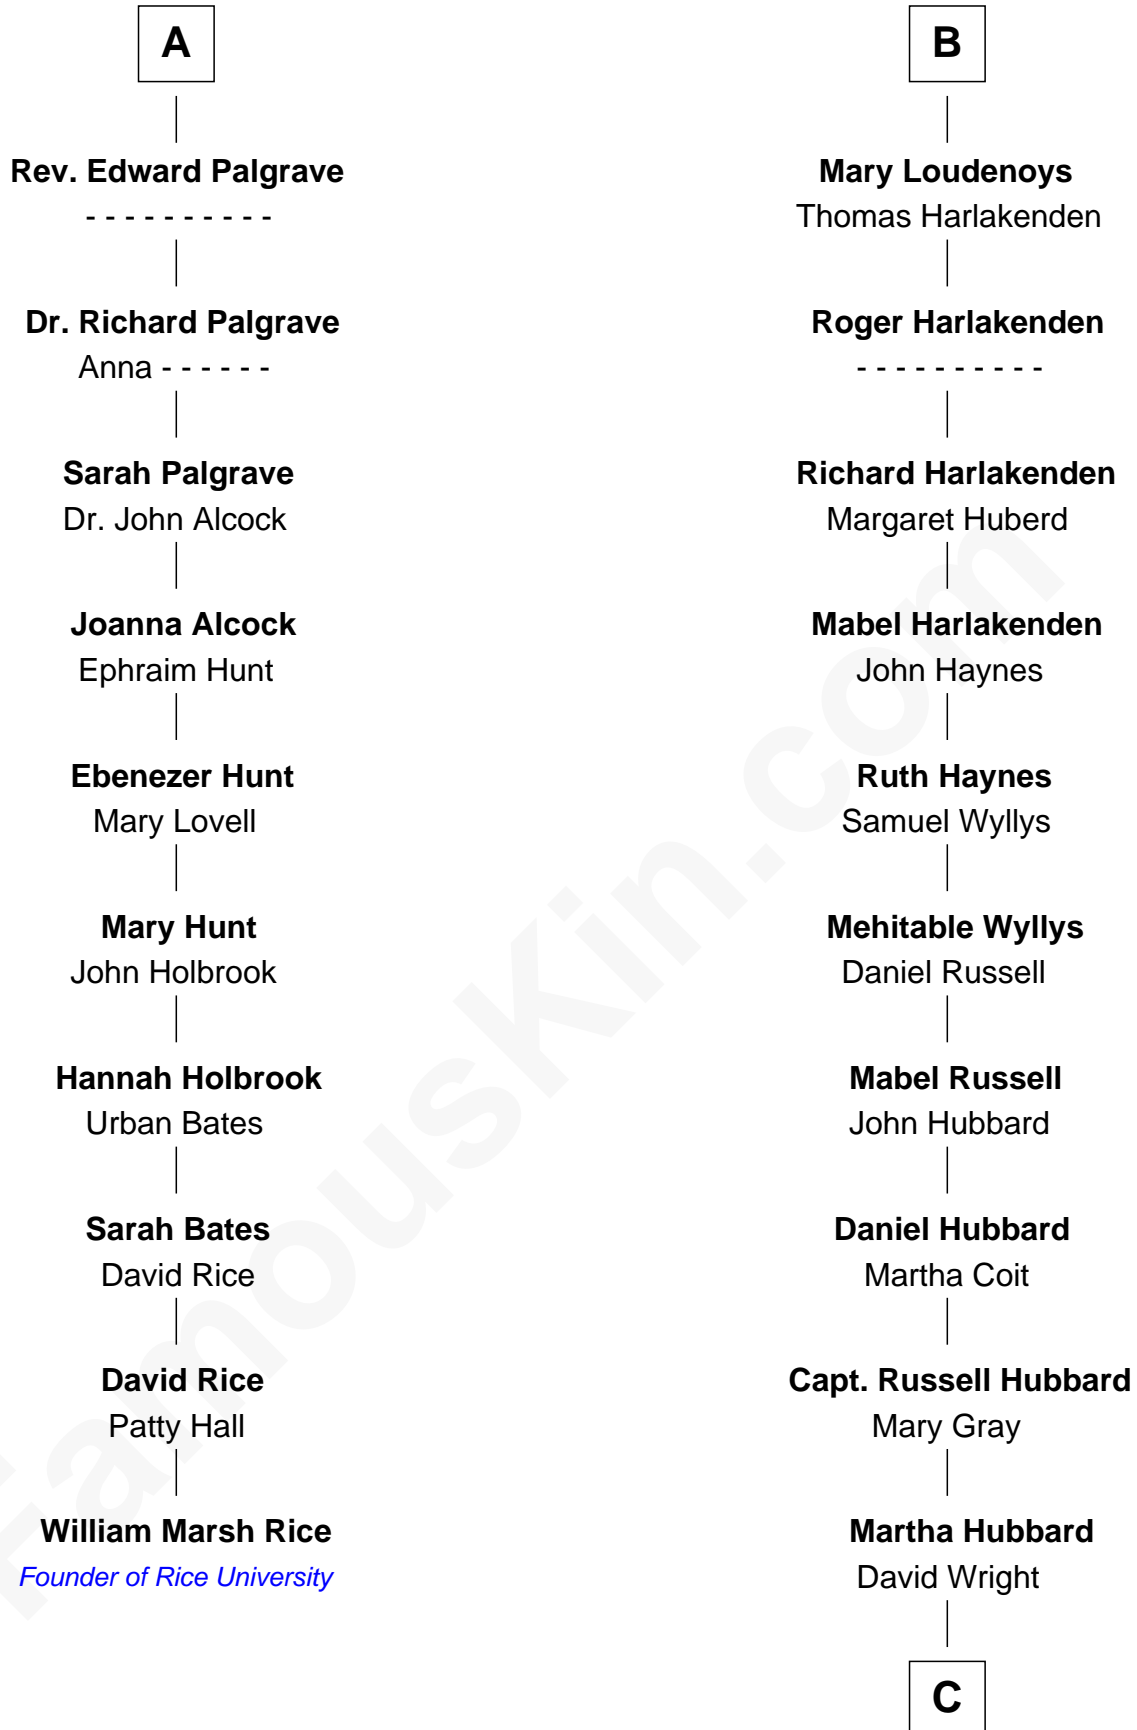 A
Rev. Edward Palgrave
- - - - - - - - - -
Dr. Richard Palgrave
Anna - - - - - -
Sarah Palgrave
Dr. John Alcock
Joanna Alcock
Ephraim Hunt
Ebenezer Hunt
Mary Lovell
Mary Hunt
John Holbrook
Hannah Holbrook
Urban Bates
Sarah Bates
David Rice
David Rice
Patty Hall
William Marsh Rice
Founder of Rice University
B
Mary Loudenoys
Thomas Harlakenden
Roger Harlakenden
- - - - - - - - - -
Richard Harlakenden
Margaret Huberd
Mabel Harlakenden
John Haynes
Ruth Haynes
Samuel Wyllys
Mehitable Wyllys
Daniel Russell
Mabel Russell
John Hubbard
Daniel Hubbard
Martha Coit
Capt. Russell Hubbard
Mary Gray
Martha Hubbard
David Wright
C
FamousKin.com